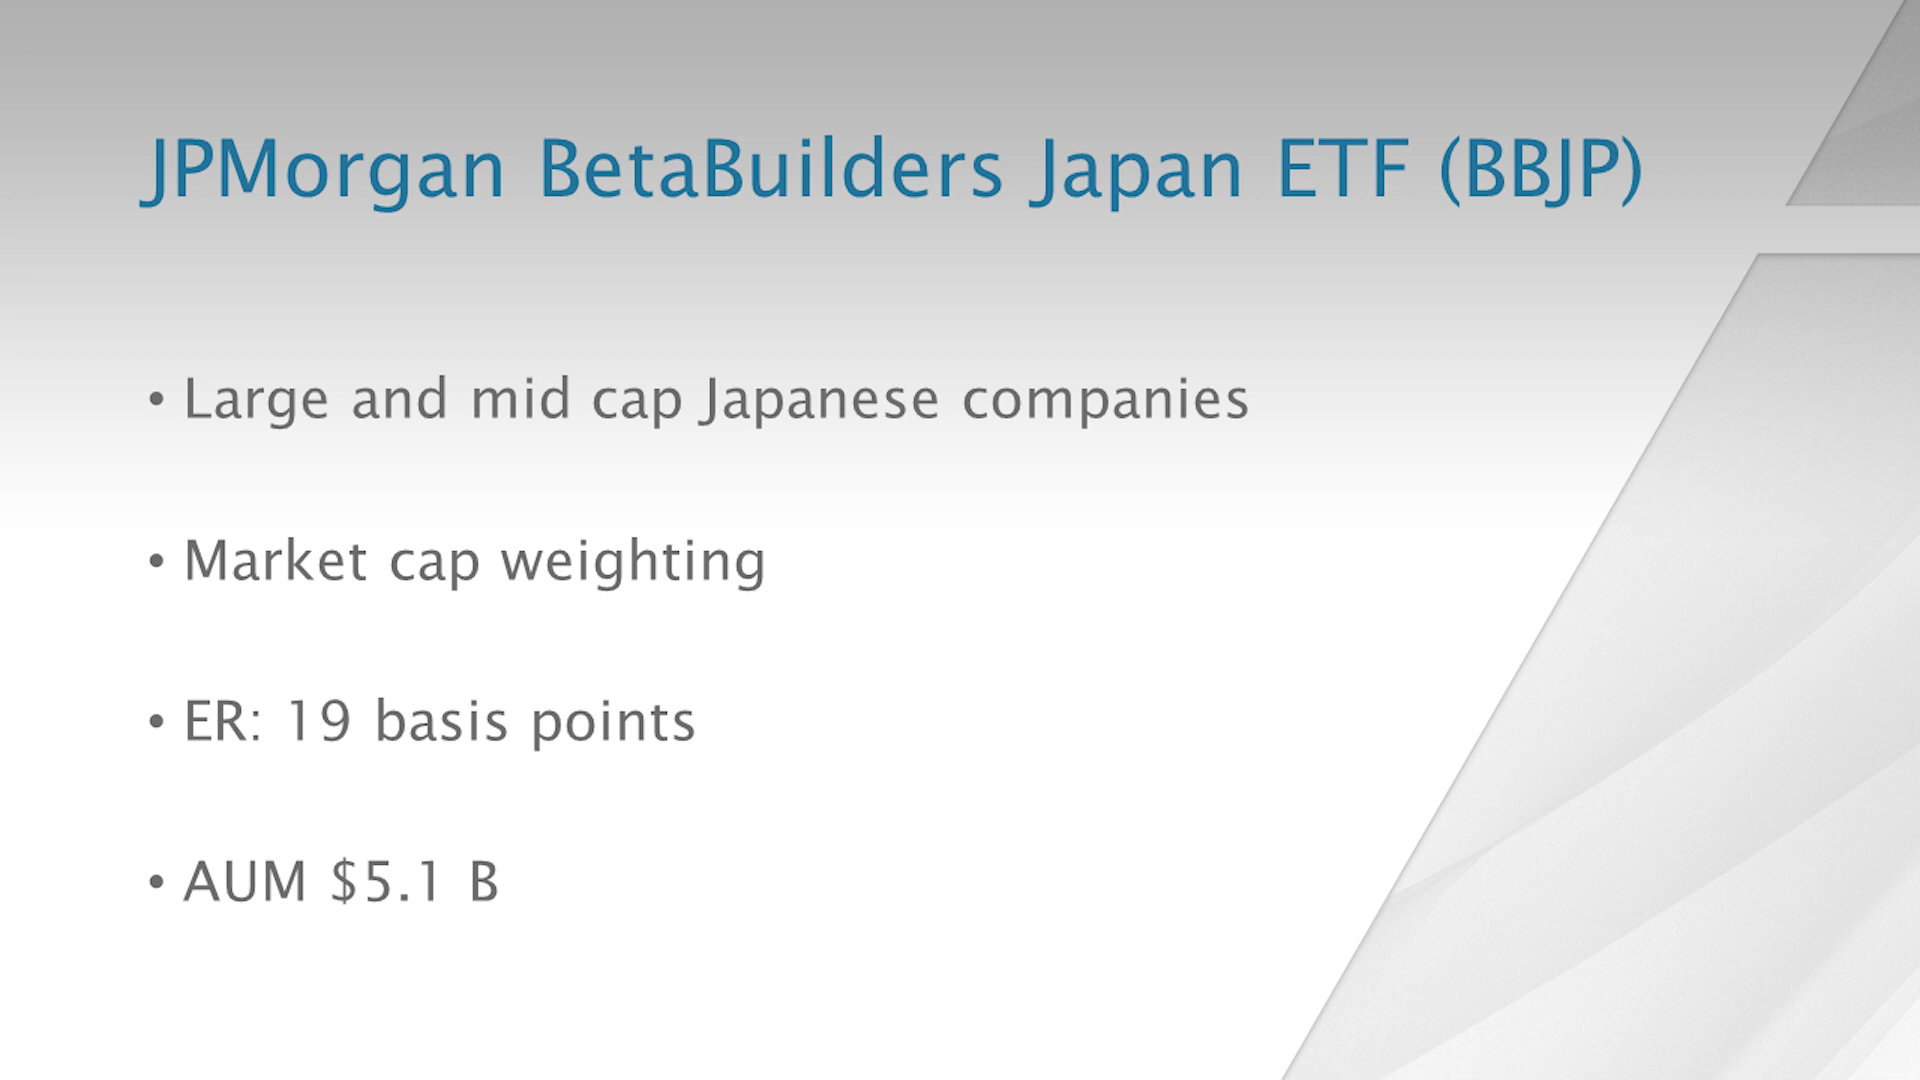 JPMorgan BetaBuilders Japan ETF (BBJP)
• Large and mid cap Japanese companies
• Market cap weighting
• ER: 19 basis points
• AUM $5.1 B